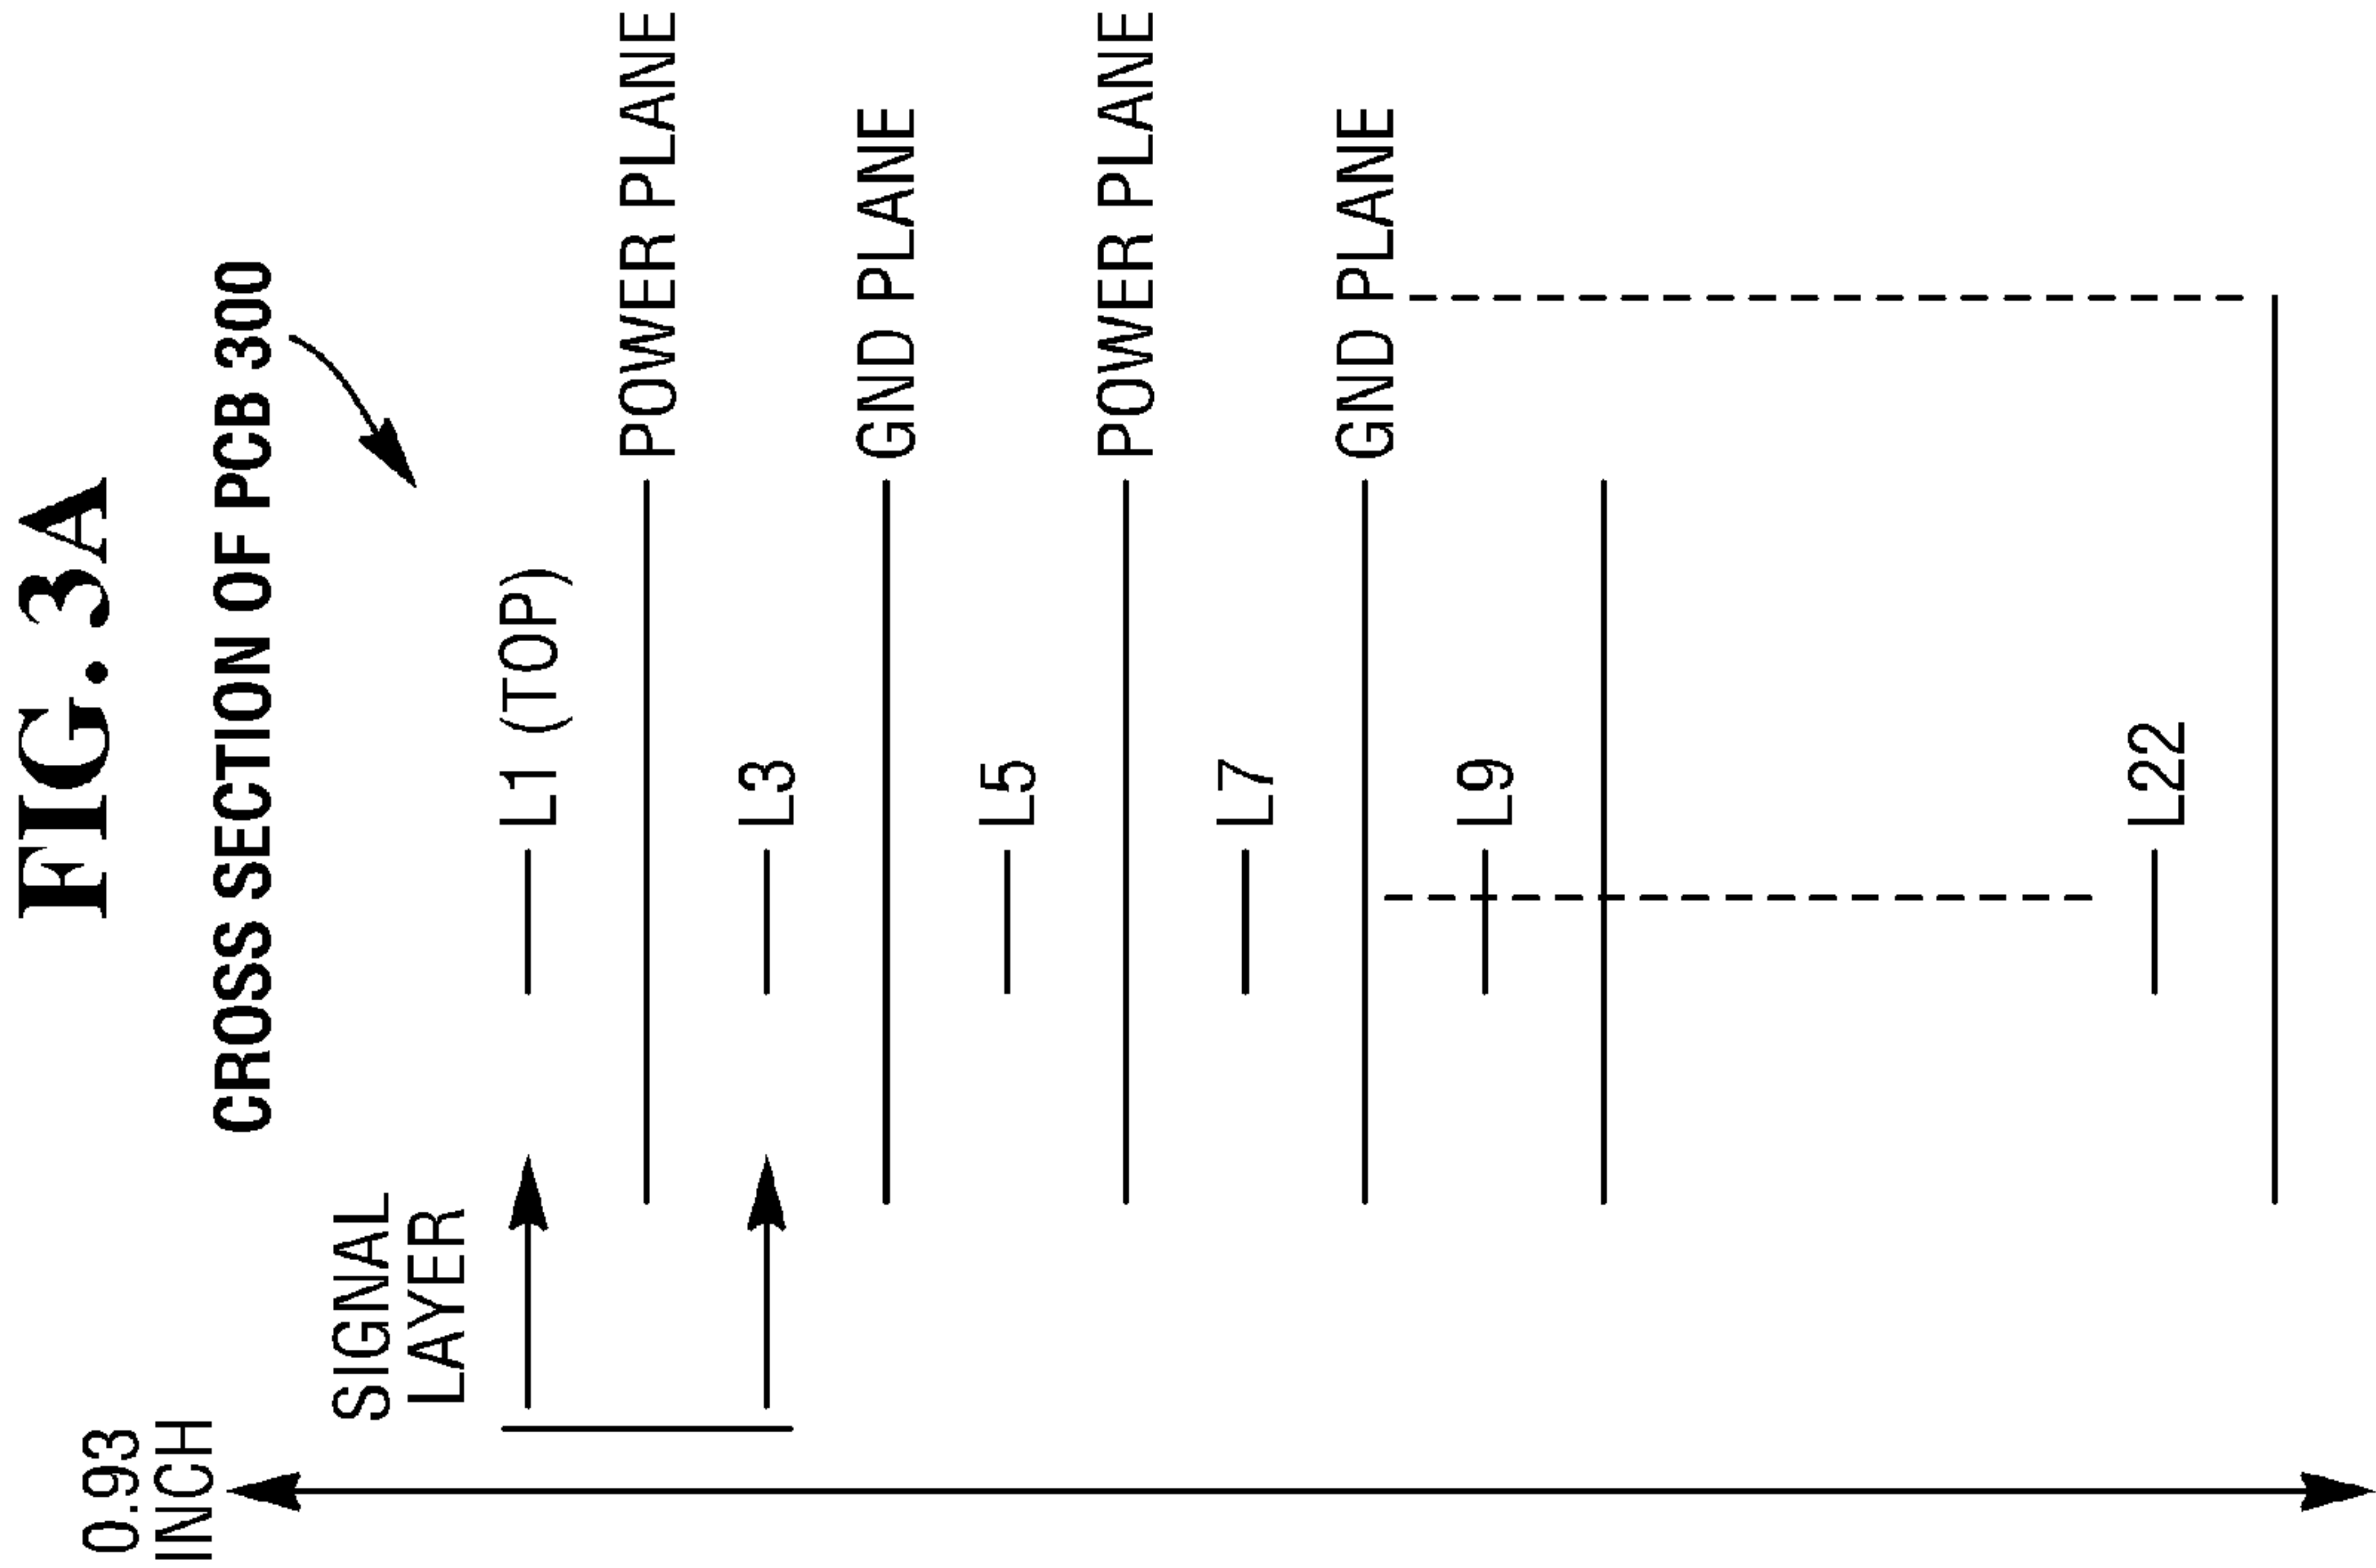 FIG. 3A
CROSS SECTION OF PCB 300
0.93
INCH
SIGNAL
LAYER
L1 (TOP)
POWER PLANE
L3
GND PLANE
L5
POWER PLANE
L7
GND PLANE
L9
L22